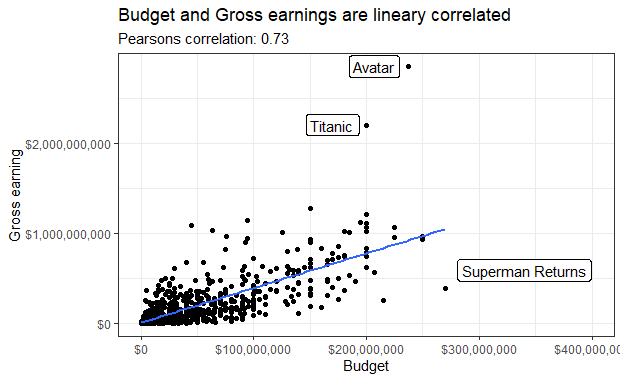 Budget and Gross earnings are lineary correlated
Pearsons correlation: 0.73
Avatar
Titanic
Superman Returns
Gross earning
$2,000,000,000
$1,000,000,000
$0
$0
$100,000,000
$200,000,000
$300,000,000
$400,000,00
Budget